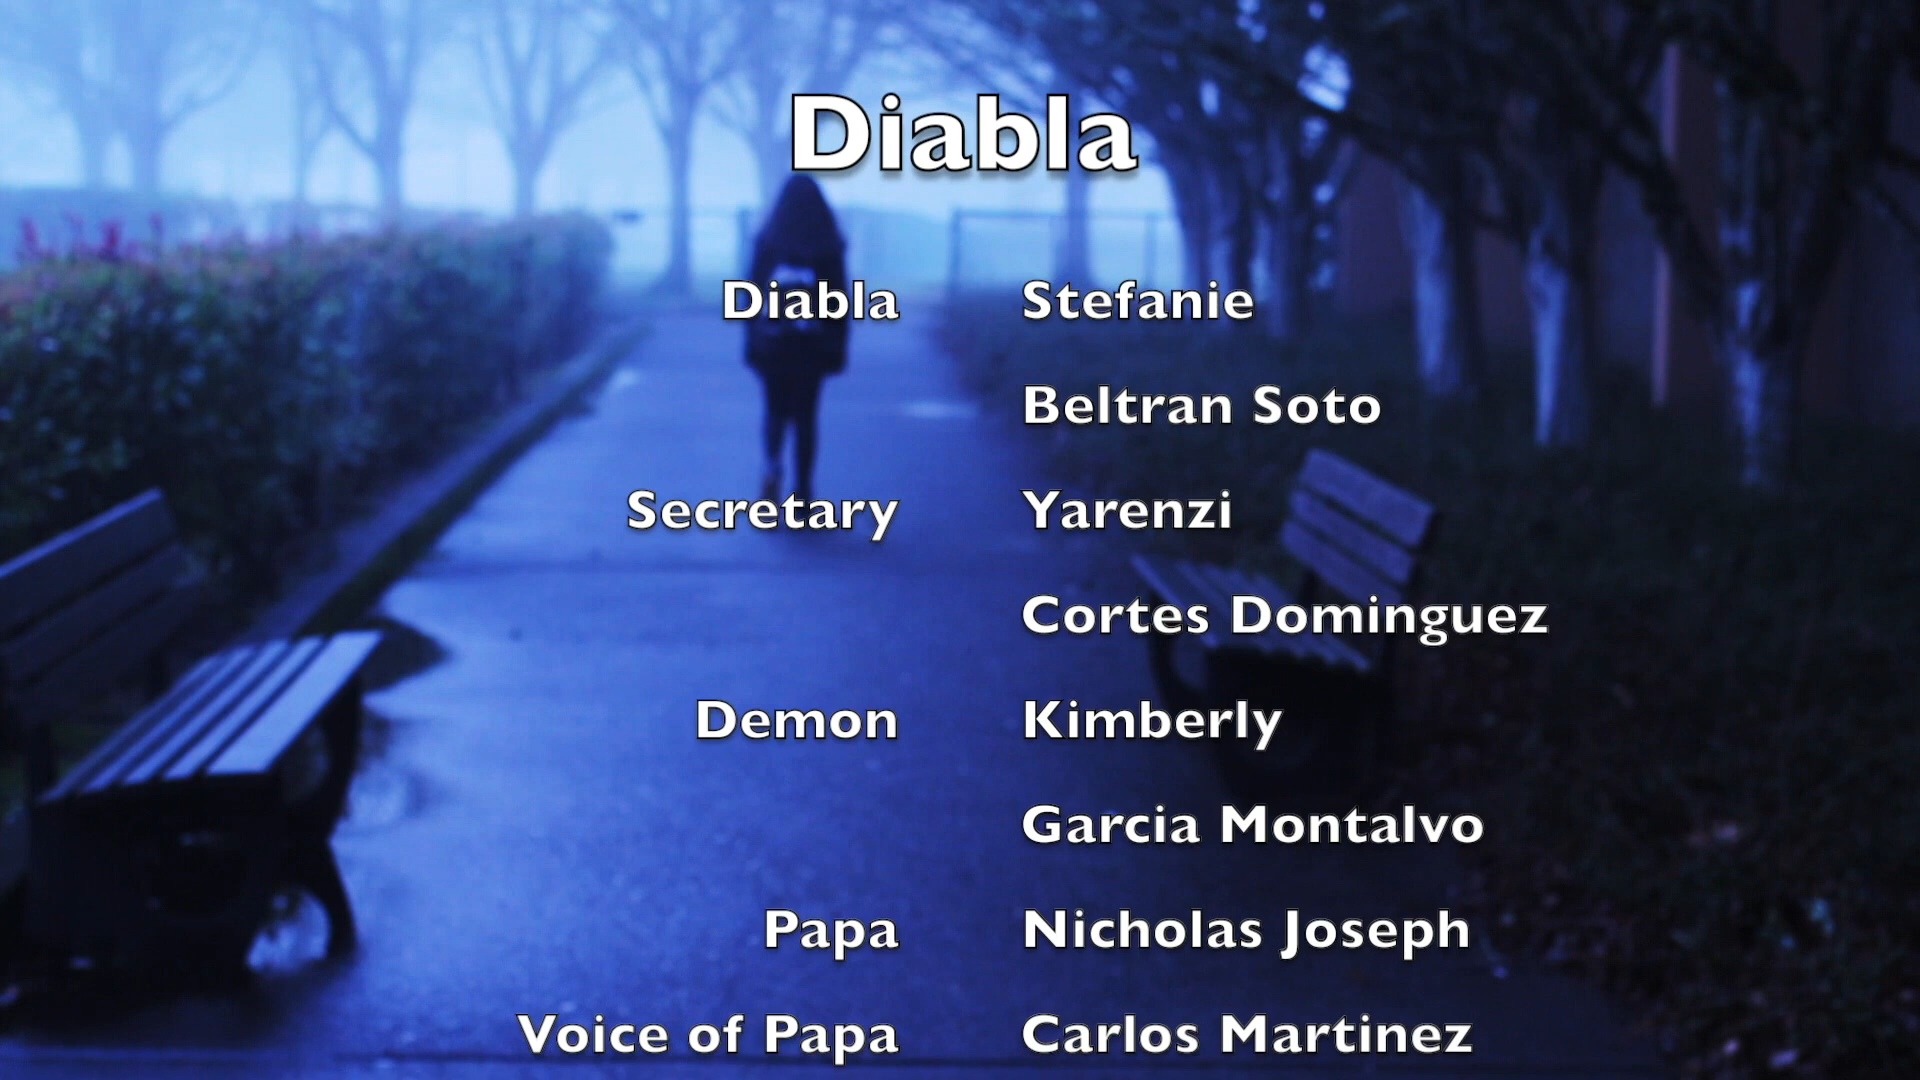 Diabla
Diabla Stefanie
Beltran Soto
Secretary Yarenzi
Cortes Dominguez
Demon Kimberly
Garcia Montalvo
Papa Nicholas Joseph
Voice of Papa Carlos Martinez